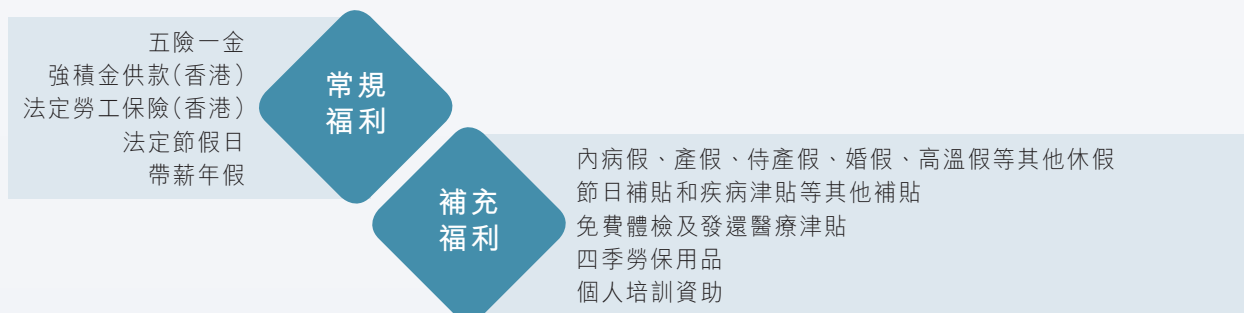 五險一金
強積金供款(香港)
法定勞工保險(香港)
法定節假日
帶薪年假
常規
福利
補充
福利
內病假、產假、侍產假、婚假、高溫假等其他休假
節日補貼和疾病津貼等其他補貼
免費體檢及發還醫療津貼
四季勞保用品
個人培訓資助